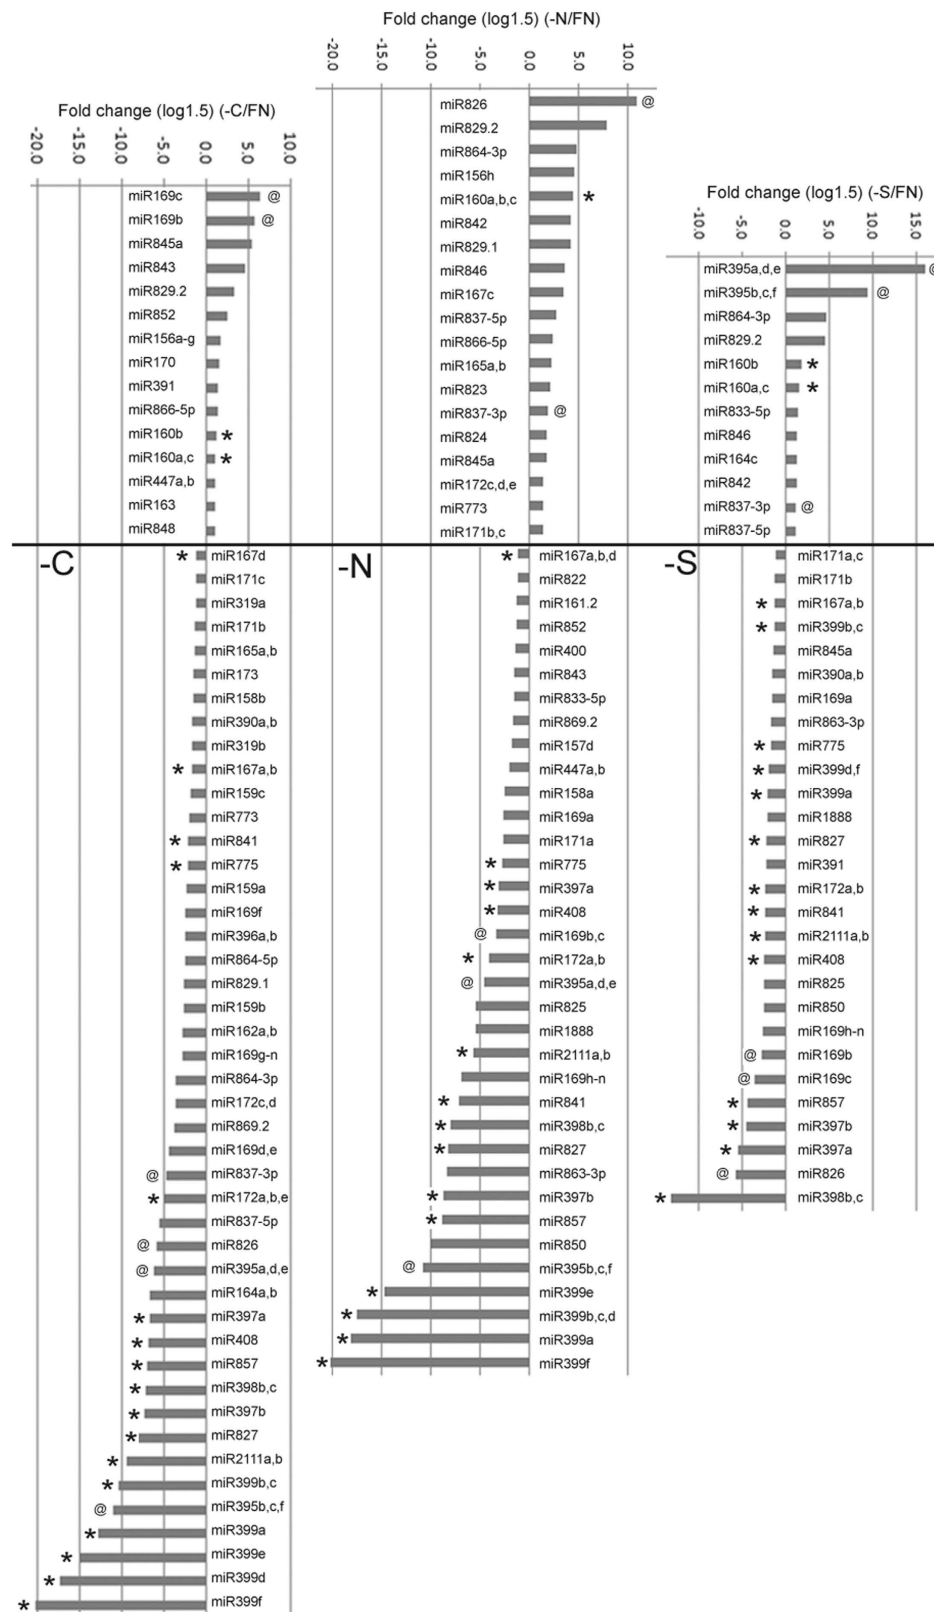 Fold change (log1.5) (-C/FN)
-20.0 -15.0 -10.0 -5.0 0.0 5.0 10.0
miR169c @
miR169b @
miR845a
miR843
miR829.2
miR852
miR156a-g
miR170
miR391
miR866-5p
miR160b *
miR160a,c *
miR447a,b
miR163
miR848
-C
* miR167d
miR171c
miR319a
miR171b
miR165a,b
miR173
miR158b
miR390a,b
miR319b
* miR167a,b
miR159c
miR773
* miR841
* miR775
miR159a
miR169f
miR396a,b
miR864-5p
miR829.1
miR159b
miR162a,b
miR169g-n
miR864-3p
miR172c,d
miR869.2
miR169d,e
@ miR837-3p
* miR172a,b,e
miR837-5p
@ miR826
@ miR395a,d,e
miR164a,b
* miR397a
* miR408
* miR857
* miR398b,c
* miR397b
* miR827
* miR2111a,b
* miR399b,c
@ miR395b,c,f
* miR399a
* miR399e
* miR399d
* miR399f
Fold change (log1.5) (-N/FN)
-20.0 -15.0 -10.0 -5.0 0.0 5.0 10.0
miR826 @
miR829.2
miR864-3p
miR156h
miR160a,b,c *
miR842
miR829.1
miR846
miR167c
miR837-5p
miR866-5p
miR165a,b
miR823
miR837-3p @
miR824
miR845a
miR172c,d,e
miR773
miR171b,c
-N
* miR167a,b,d
miR822
miR161.2
miR852
miR400
miR843
miR833-5p
miR869.2
miR157d
miR447a,b
miR158a
miR169a
miR171a
* miR775
* miR397a
* miR408
@ miR169b,c
* miR172a,b
@ miR395a,d,e
miR825
miR1888
* miR2111a,b
miR169h-n
* miR841
* miR398b,c
* miR827
miR863-3p
* miR397b
* miR857
miR850
@ miR395b,c,f
* miR399e
* miR399b,c,d
* miR399a
* miR399f
Fold change (log1.5) (-S/FN)
-10.0 -5.0 0.0 5.0 10.0 15.0
miR395a,d,e @
miR395b,c,f @
miR864-3p
miR829.2
miR160b *
miR160a,c *
miR833-5p
miR846
miR164c
miR842
miR837-3p @
miR837-5p
-S
miR171a,c
miR171b
* miR167a,b
* miR399b,c
miR845a
miR390a,b
miR169a
miR863-3p
* miR775
* miR399d,f
* miR399a
miR1888
* miR827
miR391
* miR172a,b
* miR841
* miR2111a,b
* miR408
miR825
miR850
miR169h-n
@ miR169b
@ miR169c
* miR857
* miR397b
* miR397a
@ miR826
* miR398b,c